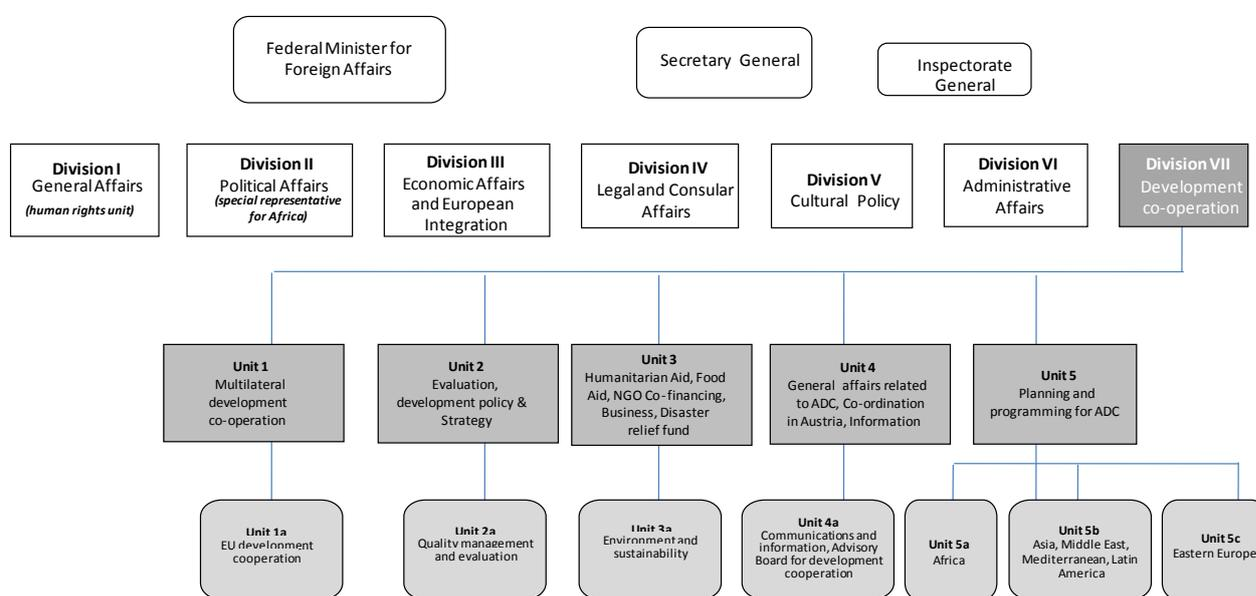 Federal Minister for
Foreign Affairs
Secretary General
Inspectorate
General
Division I
General Affairs
(human rights unit)
Division II
Political Affairs
(special representative
for Africa)
Division III
Economic Affairs
and European
Integration
Division IV
Legal and Consular
Affairs
Division V
Cultural Policy
Division VI
Administrative
Affairs
Division VII
Development
co-operation
Unit 1
Multilateral
development
co-operation
Unit 2
Evaluation,
development policy &
Strategy
Unit 3
Humanitarian Aid, Food
Aid, NGO Co-financing,
Business, Disaster
relief fund
Unit 4
General affairs related
to ADC, Co-ordination
in Austria, Information
Unit 5
Planning and
programming for ADC
Unit 1a
EU development
cooperation
Unit 2a
Quality management
and evaluation
Unit 3a
Environment and
sustainability
Unit 4a
Communications and
information, Advisory
Board for development
cooperation
Unit 5a
Africa
Unit 5b
Asia, Middle East,
Mediterranean, Latin
America
Unit 5c
Eastern Europe